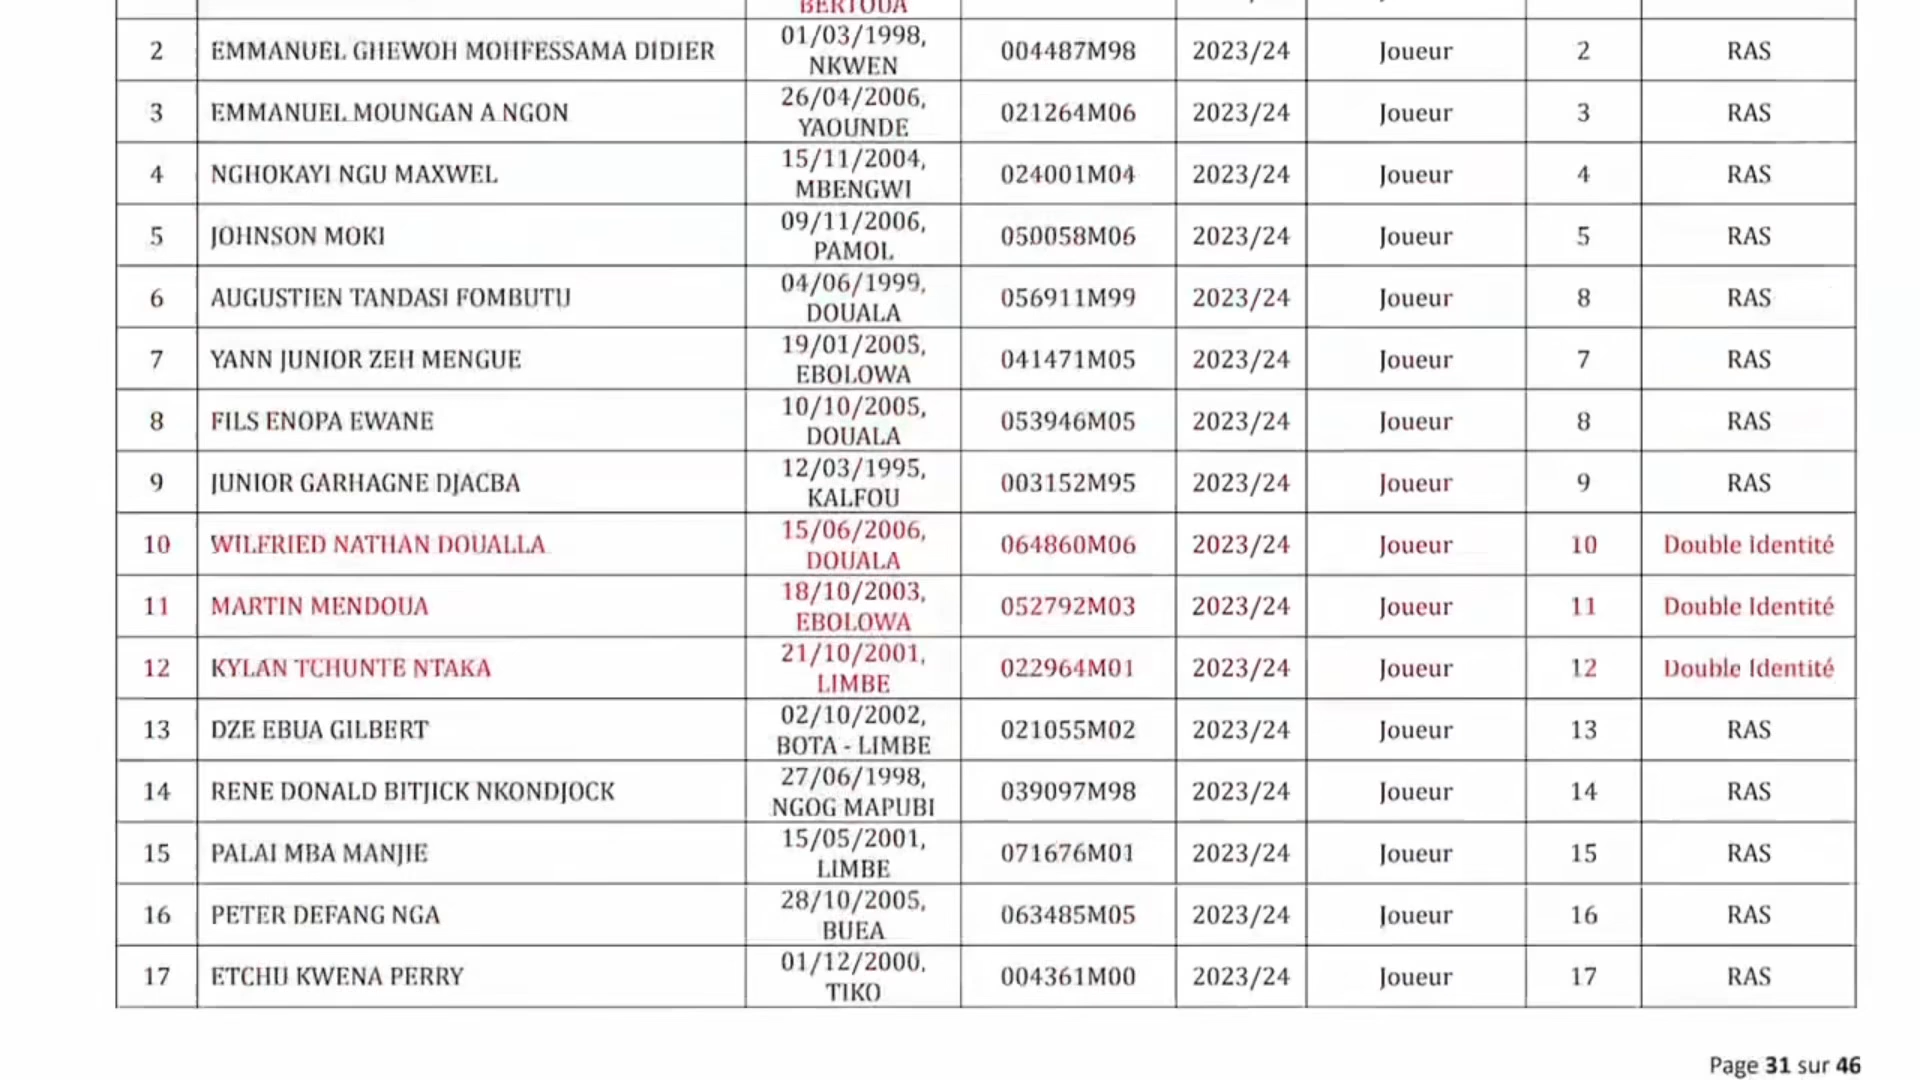 BERTOUA
2 EMMANUEL GHEWOH MOHFESSAMA DIDIER 01/03/1998, NKWEN 004487M98 2023/24 Joueur 2 RAS
3 EMMANUEL MOUNGAN A NGON 26/04/2006, YAOUNDE 021264M06 2023/24 Joueur 3 RAS
4 NGHOKAYI NGU MAXWEL 15/11/2004, MBENGWI 024001M04 2023/24 Joueur 4 RAS
5 JOHNSON MOKI 09/11/2006, PAMOL 050058M06 2023/24 Joueur 5 RAS
6 AUGUSTIEN TANDASI FOMBUTU 04/06/1999, DOUALA 056911M99 2023/24 Joueur 8 RAS
7 YANN JUNIOR ZEH MENGUE 19/01/2005, EBOLOWA 041471M05 2023/24 Joueur 7 RAS
8 FILS ENOPA EWANE 10/10/2005, DOUALA 053946M05 2023/24 Joueur 8 RAS
9 JUNIOR GARHAGNE DJACBA 12/03/1995, KALFOU 003152M95 2023/24 Joueur 9 RAS
10 WILFRIED NATHAN DOUALLA 15/06/2006, DOUALA 064860M06 2023/24 Joueur 10 Double Identité
11 MARTIN MENDOUA 18/10/2003, EBOLOWA 052792M03 2023/24 Joueur 11 Double Identité
12 KYLAN TCHUNTE NTAKA 21/10/2001, LIMBE 022964M01 2023/24 Joueur 12 Double Identité
13 DZE EBUA GILBERT 02/10/2002, BOTA - LIMBE 021055M02 2023/24 Joueur 13 RAS
14 RENE DONALD BITJICK NKONDJOCK 27/06/1998, NGOG MAPUBI 039097M98 2023/24 Joueur 14 RAS
15 PALAI MBA MANJIE 15/05/2001, LIMBE 071676M01 2023/24 Joueur 15 RAS
16 PETER DEFANG NGA 28/10/2005, BUEA 063485M05 2023/24 Joueur 16 RAS
17 ETCHU KWENA PERRY 01/12/2000, TIKO 004361M00 2023/24 Joueur 17 RAS
Page 31 sur 46